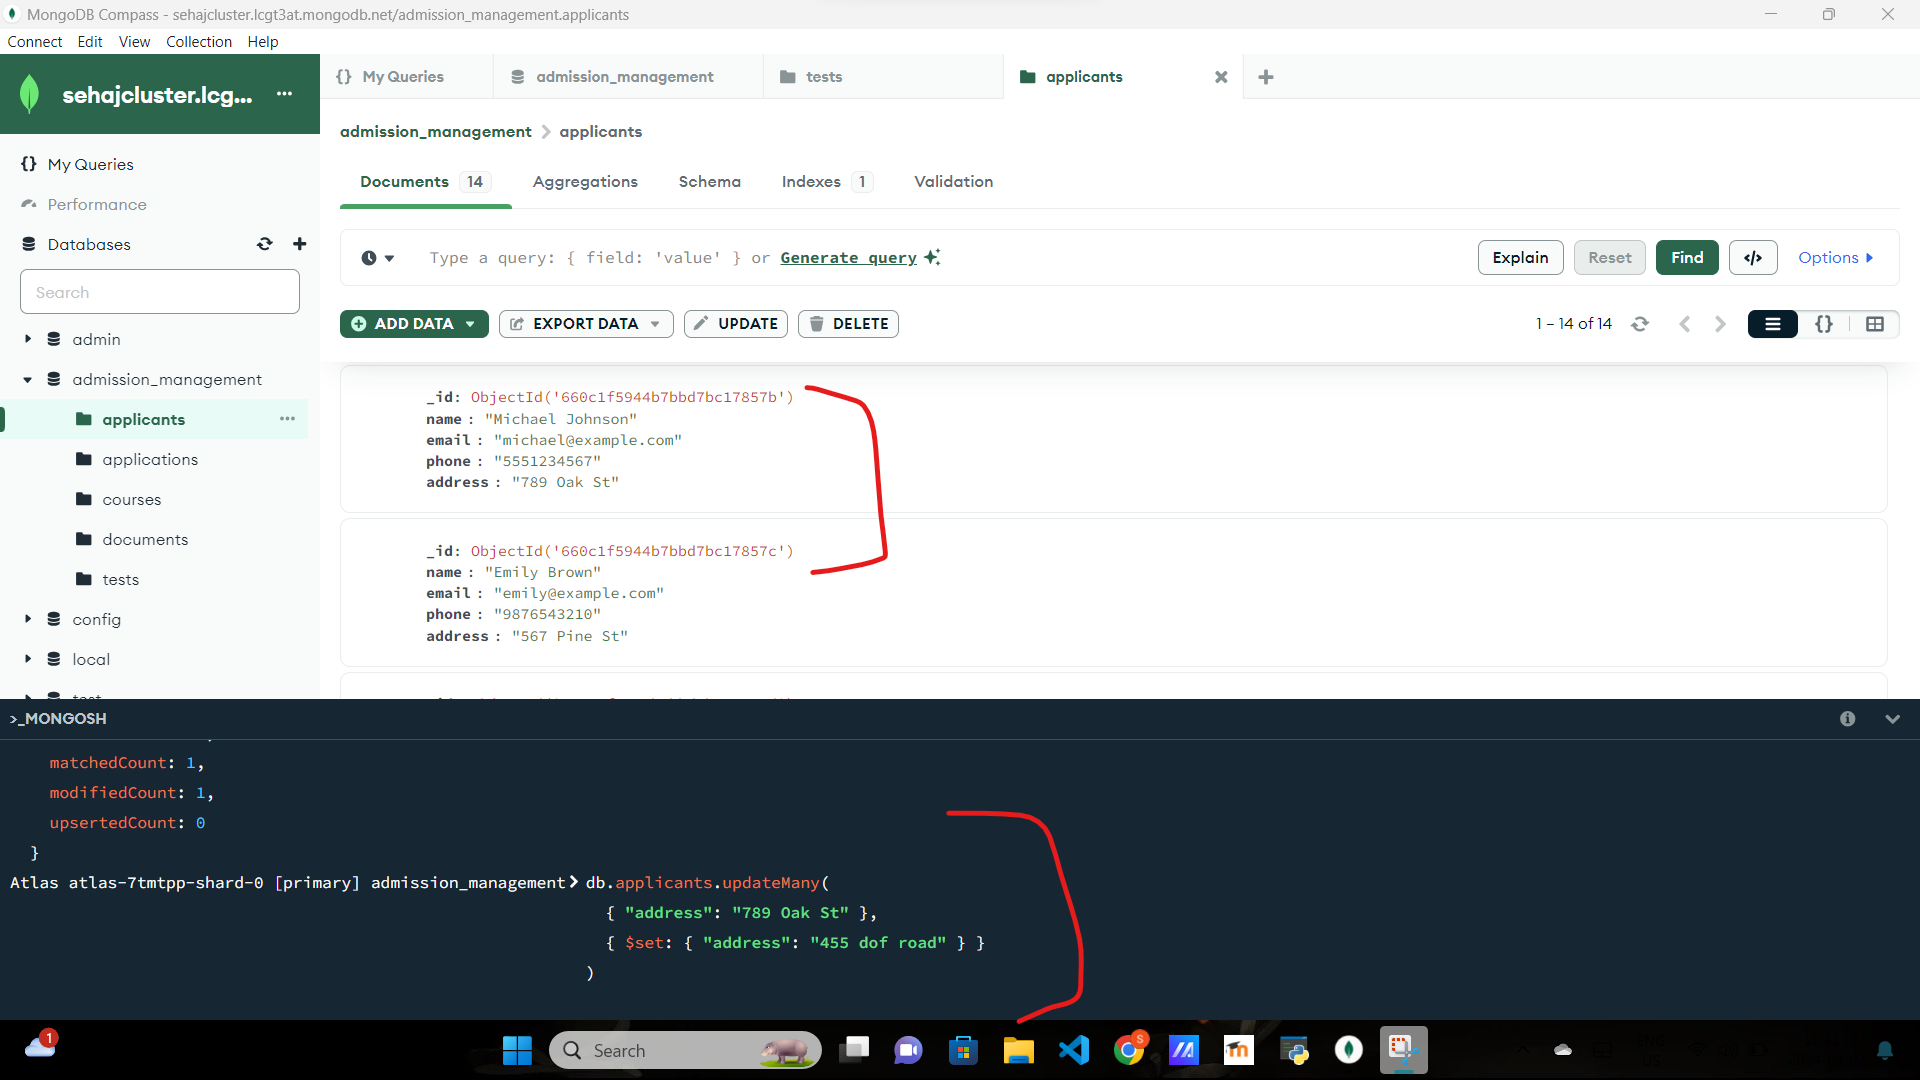 MongoDB Compass - sehajcluster.lcgt3at.mongodb.net/admission_management.applicants
Connect Edit View Collection Help
sehajcluster.lcg...
My Queries
Performance
Databases
Search
admin
admission_management
applicants
applications
courses
documents
tests
config
local
test
{} My Queries
admission_management
tests
applicants
admission_management > applicants
Documents 14 Aggregations Schema Indexes 1 Validation
Type a query: { field: 'value' } or Generate query
Explain Reset Find </> Options
ADD DATA EXPORT DATA UPDATE DELETE
1 – 14 of 14
_id: ObjectId('660c1f5944b7bbd7bc17857b')
name : "Michael Johnson"
email : "michael@example.com"
phone : "5551234567"
address : "789 Oak St"
_id: ObjectId('660c1f5944b7bbd7bc17857c')
name : "Emily Brown"
email : "emily@example.com"
phone : "9876543210"
address : "567 Pine St"
>_MONGOSH
matchedCount: 1,
modifiedCount: 1,
upsertedCount: 0
}
Atlas atlas-7tmtpp-shard-0 [primary] admission_management> db.applicants.updateMany(
{ "address": "789 Oak St" },
{ $set: { "address": "455 dof road" } }
)
1
Search
S